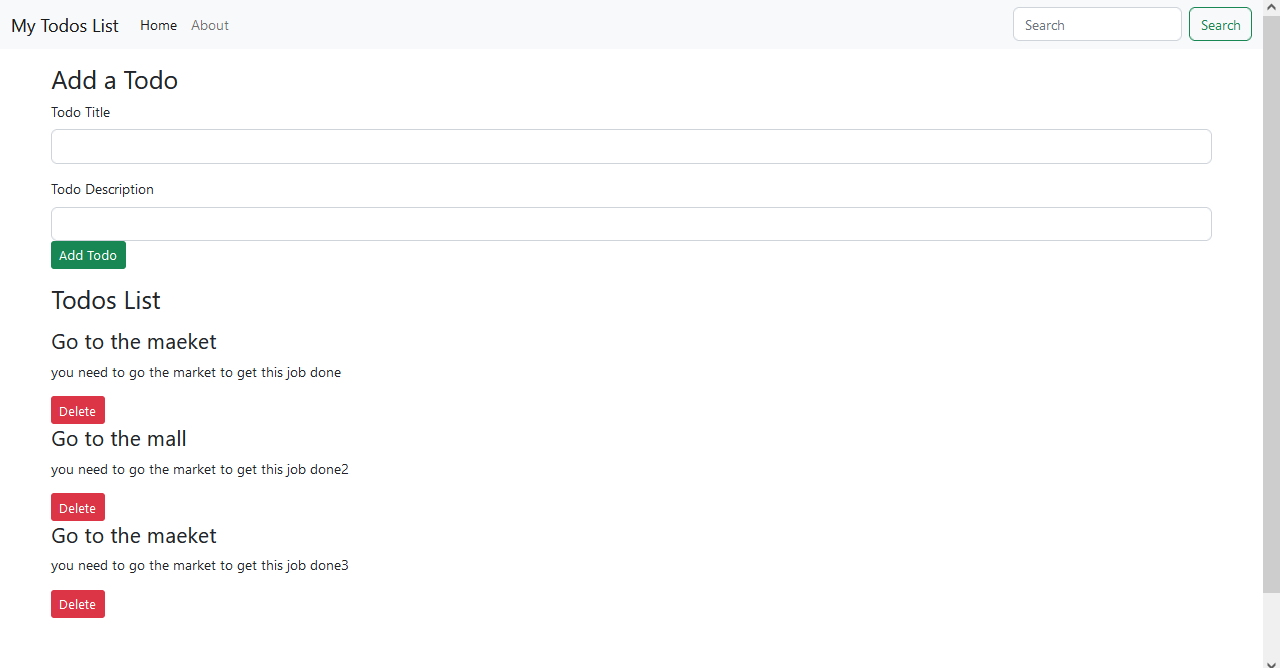 My Todos List Home About Search Search
Add a Todo
Todo Title
Todo Description
Add Todo
Todos List
Go to the maeket
you need to go the market to get this job done
Delete
Go to the mall
you need to go the market to get this job done2
Delete
Go to the maeket
you need to go the market to get this job done3
Delete